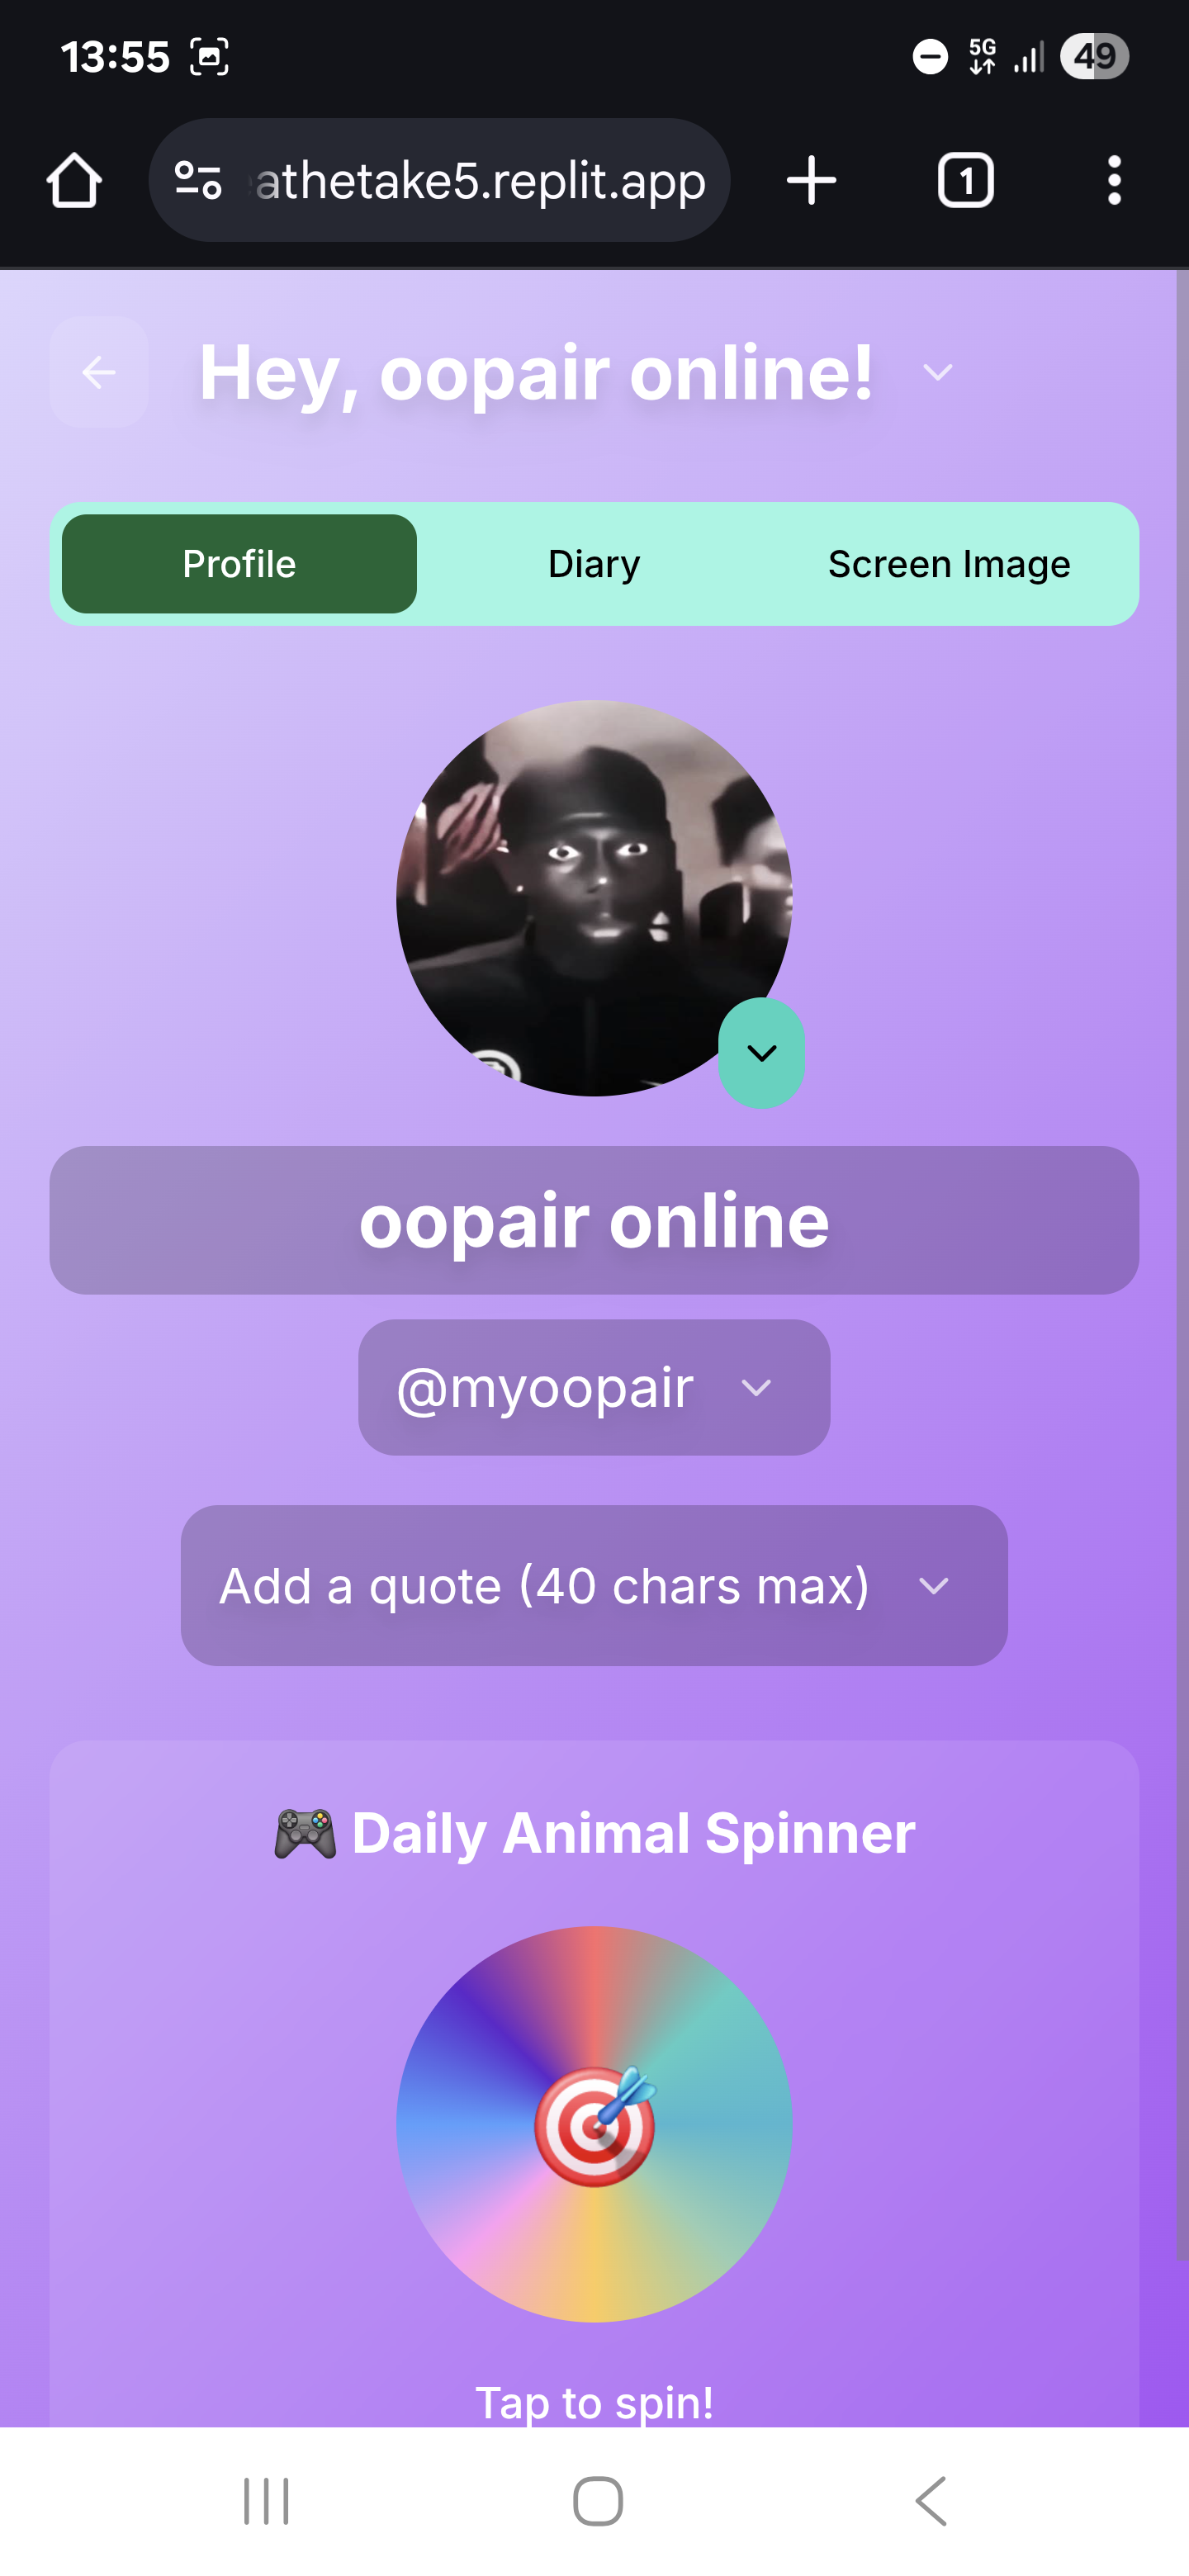 13:55
5G
49
athetake5.replit.app
1
Hey, oopair online!
Profile
Diary
Screen Image
oopair online
@myoopair
Add a quote (40 chars max)
🎮 Daily Animal Spinner
Tap to spin!